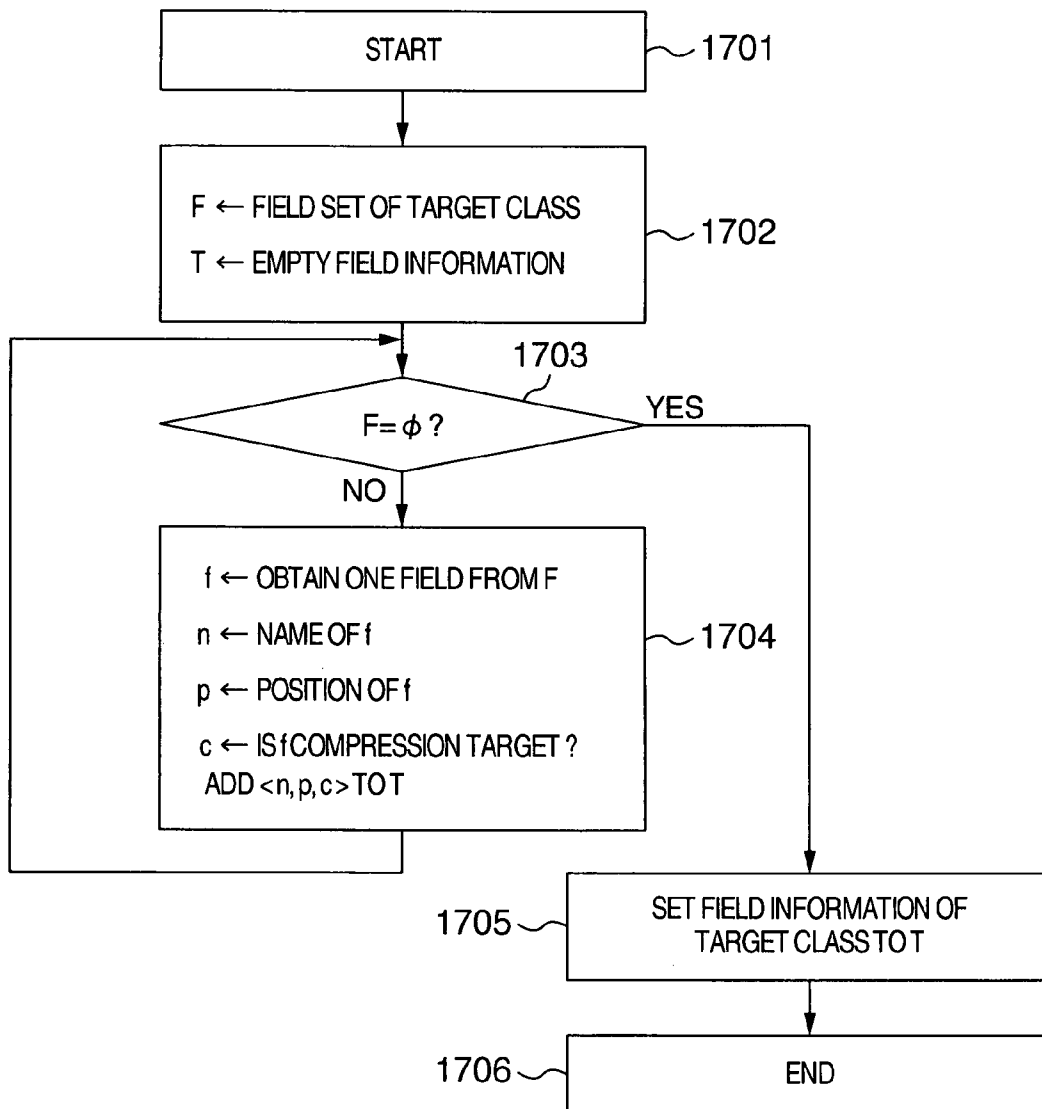 START
1701
F ← FIELD SET OF TARGET CLASS
T ← EMPTY FIELD INFORMATION
1702
1703
F= ϕ ?
YES
NO
f ← OBTAIN ONE FIELD FROM F
n ← NAME OF f
p ← POSITION OF f
c ← IS f COMPRESSION TARGET ?
ADD <n, p, c> TO T
1704
1705
SET FIELD INFORMATION OF
TARGET CLASS TO T
1706
END